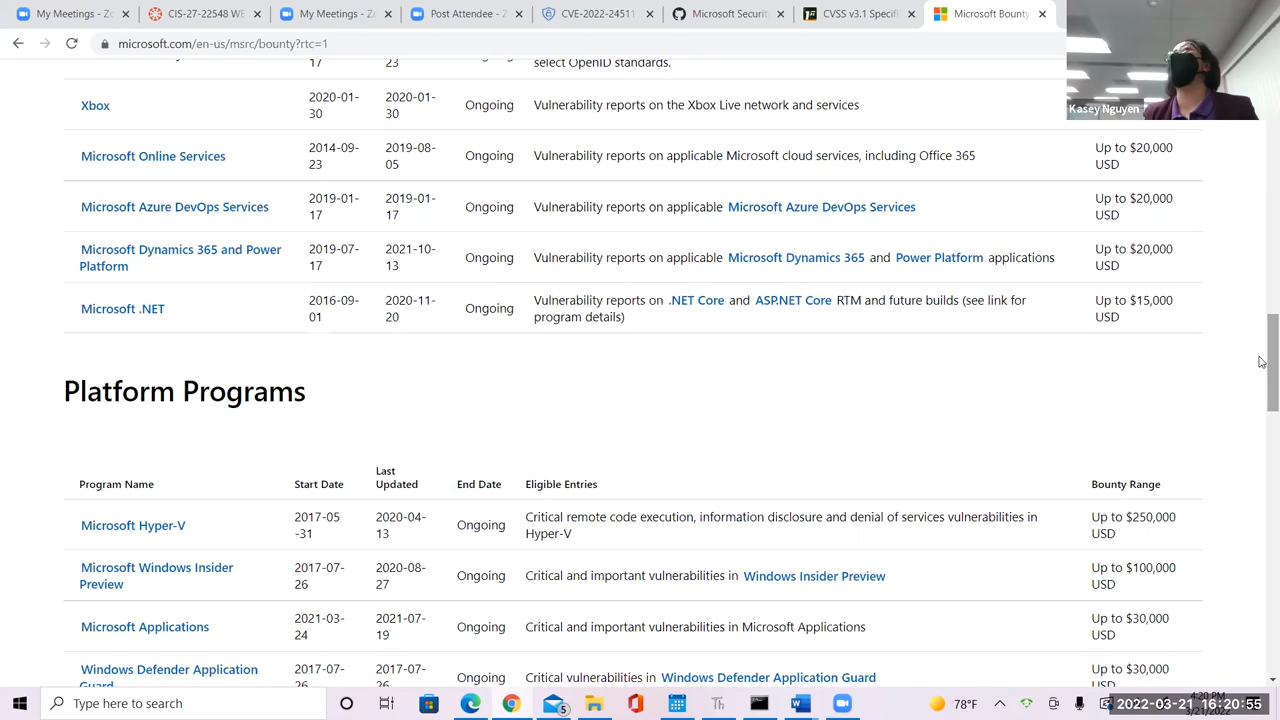 My Meetings - Zo
CIS-27-22548
My Meetings - Zo
Post Attendee - Z
CVE-2022-24511
Microsoft Securit
CVSS v3.1 Specifi
Microsoft Bounty
microsoft.com/en-us/msrc/bounty?rtc=1
17 23 select OpenID standards.
Kasey Nguyen
Xbox 2020-01- 2020-01- Ongoing Vulnerability reports on the Xbox Live network and services
30 30
Microsoft Online Services 2014-09- 2019-08- Ongoing Vulnerability reports on applicable Microsoft cloud services, including Office 365 Up to $20,000
23 05 USD
Microsoft Azure DevOps Services 2019-01- 2019-01- Ongoing Vulnerability reports on applicable Microsoft Azure DevOps Services Up to $20,000
17 17 USD
Microsoft Dynamics 365 and Power 2019-07- 2021-10- Ongoing Vulnerability reports on applicable Microsoft Dynamics 365 and Power Platform applications Up to $20,000
Platform 17 13 USD
Microsoft .NET 2016-09- 2020-11- Ongoing Vulnerability reports on .NET Core and ASP.NET Core RTM and future builds (see link for Up to $15,000
01 20 program details) USD
Platform Programs
Last
Program Name Start Date Updated End Date Eligible Entries Bounty Range
Microsoft Hyper-V 2017-05 2020-04- Ongoing Critical remote code execution, information disclosure and denial of services vulnerabilities in Up to $250,000
-31 13 Hyper-V USD
Microsoft Windows Insider 2017-07- 2020-08- Ongoing Critical and important vulnerabilities in Windows Insider Preview Up to $100,000
Preview 26 27 USD
Microsoft Applications 2021-03- 2021-07- Ongoing Critical and important vulnerabilities in Microsoft Applications Up to $30,000
24 19 USD
Windows Defender Application 2017-07- 2017-07- Ongoing Critical vulnerabilities in Windows Defender Application Guard Up to $30,000
Guard 26 26 USD
Type here to search
5
78°F
4:20 PM
3/21/2022
2022-03-21 16:20:55